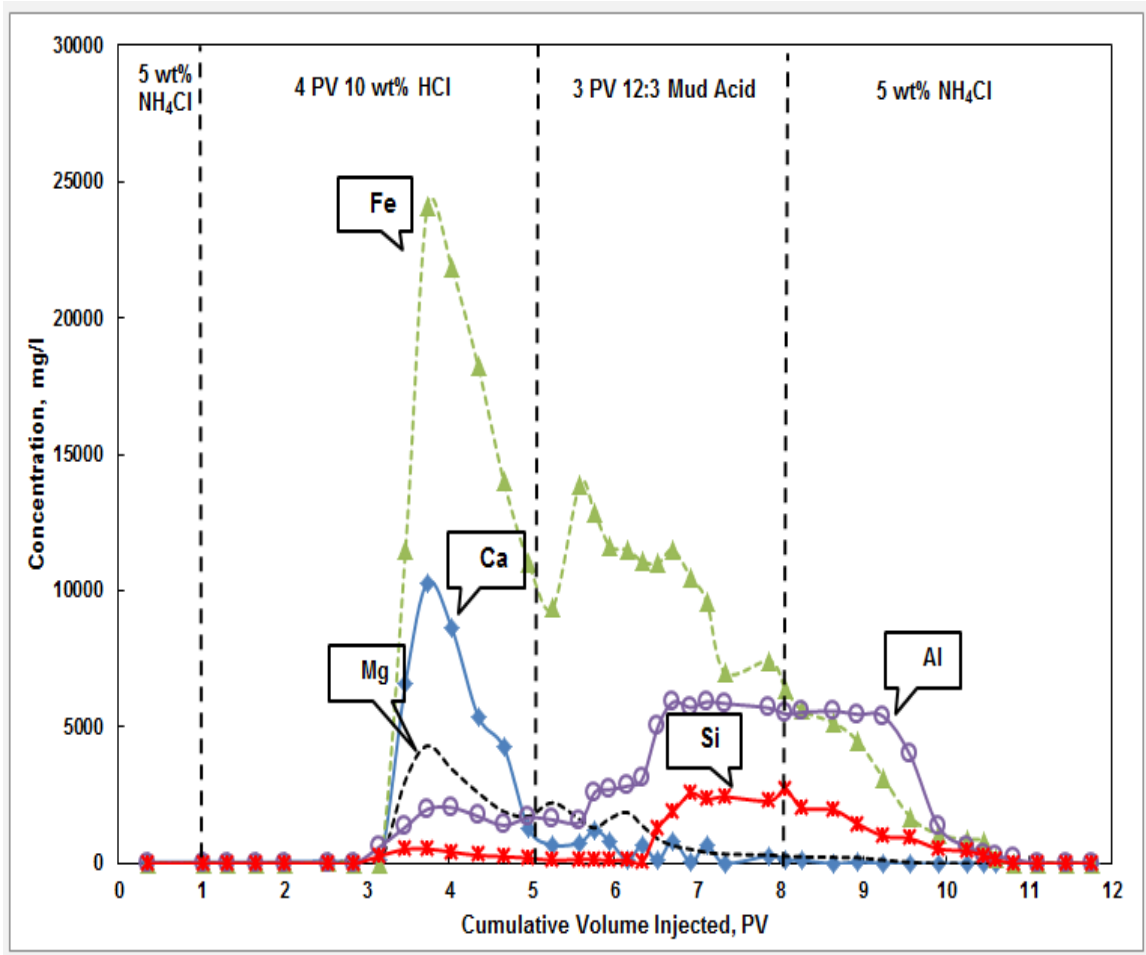 30000
25000
20000
15000
10000
5000
0
Concentration, mg/l
5 wt%
NH₄Cl
4 PV 10 wt% HCl
3 PV 12:3 Mud Acid
5 wt% NH₄Cl
Fe
Ca
Mg
Al
Si
0 1 2 3 4 5 6 7 8 9 10 11 12
Cumulative Volume Injected, PV